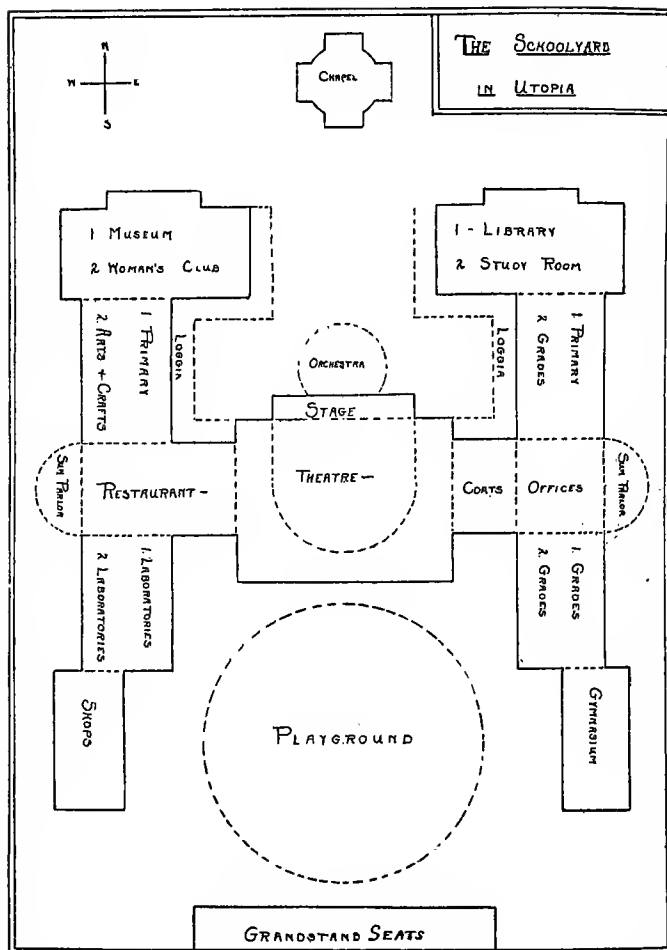 THE SCHOOLYARD
IN UTOPIA
N
W E
S
CHAPEL
1 MUSEUM
2 WOMAN'S CLUB
1 - LIBRARY
2 STUDY ROOM
1 PRIMARY
2 ARTS + CRAFTS
LOGGIA
ORCHESTRA
LOGGIA
1 PRIMARY
2 GRADES
STAGE
SUN PARLOR
RESTAURANT -
THEATRE -
COATS
OFFICES
SUN PARLOR
1. LABORATORIES
2 LABORATORIES
1. GRADES
2 GRADES
SHOPS
PLAYGROUND
GYMNASIUM
GRANDSTAND SEATS